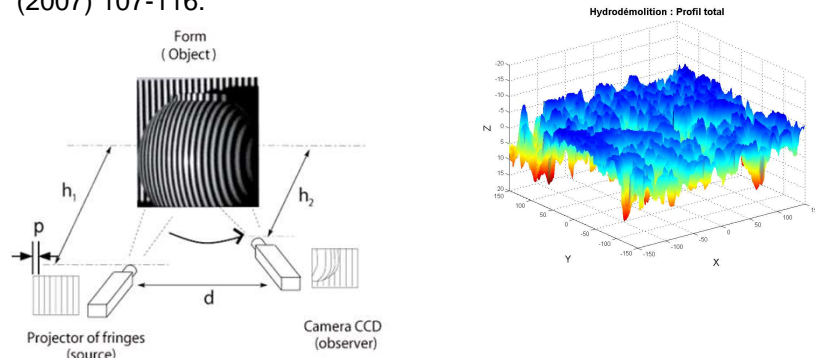 (2007) 107-116.
Form
( Object )
h1
h2
p
d
Projector of fringes
(source)
Camera CCD
(observer)
Hydrodémolition : Profil total
-20
-15
-10
-5
0
5
10
15
20
Z
150
100
50
0
-50
-100
-150
Y
-150
-100
-50
0
50
100
X